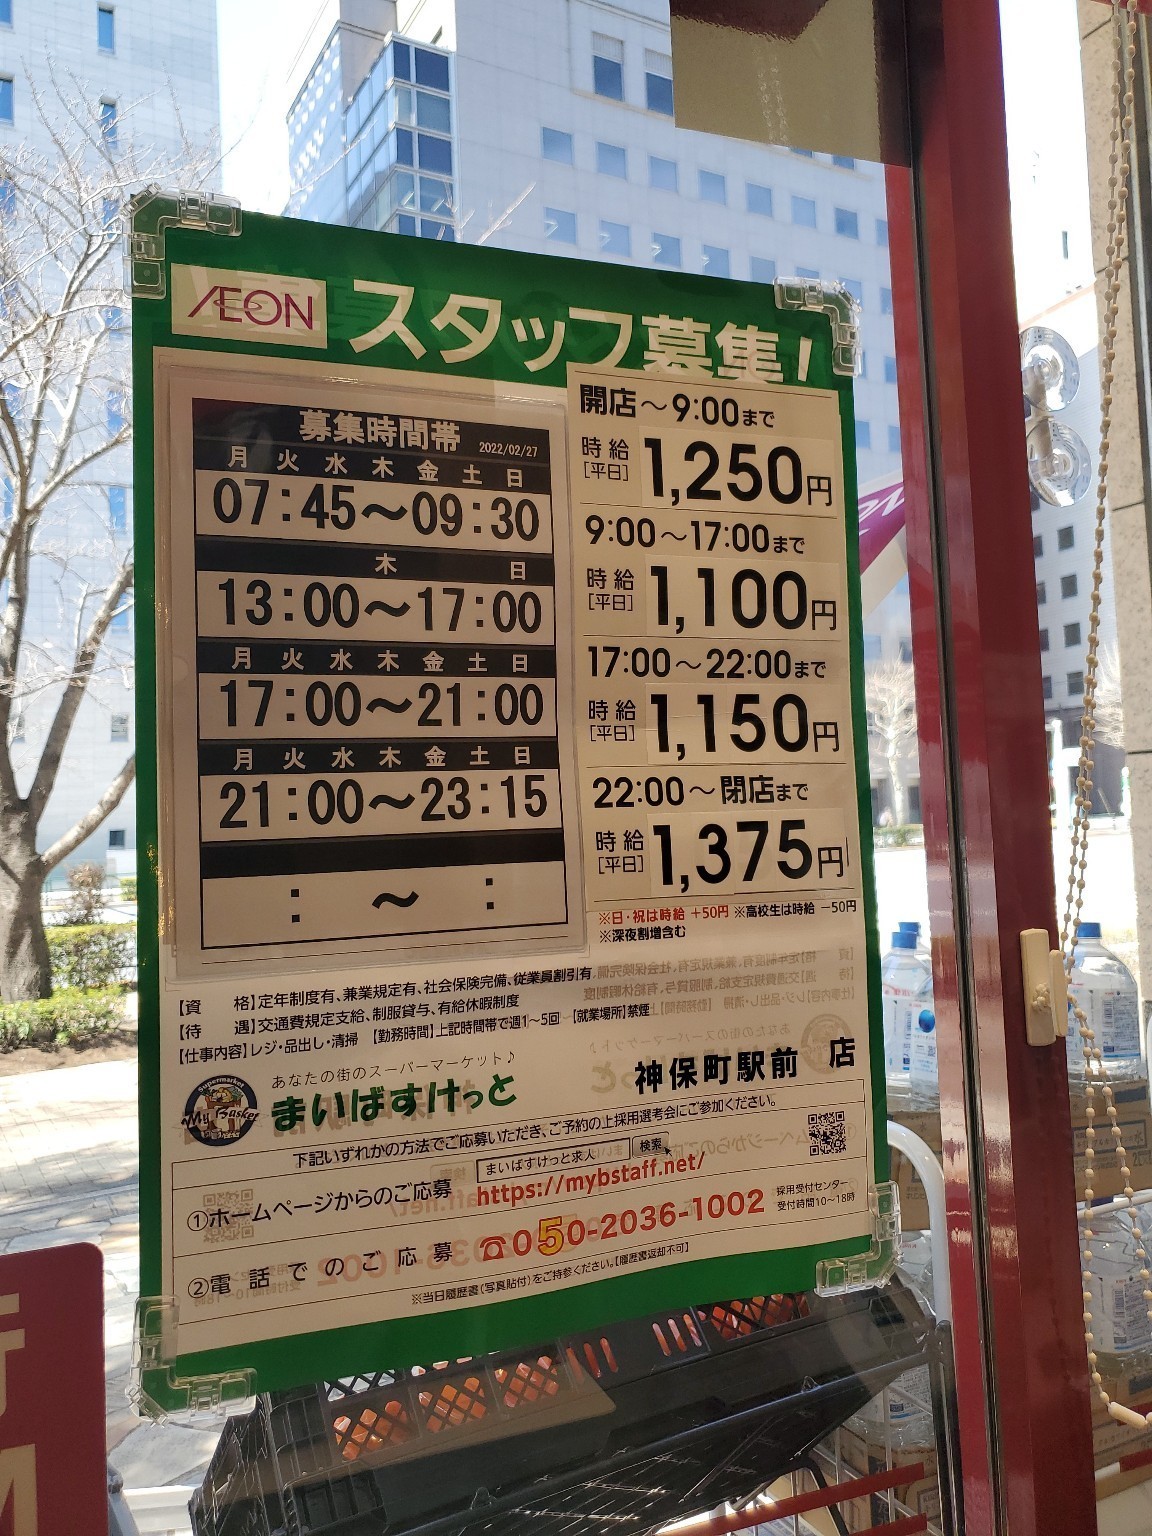 ÆON
スタッフ募集!
募集時間帯 2022/02/27
月 火 水 木 金 土 日
07:45～09:30
木 日
13:00～17:00
月 火 水 木 金 土 日
17:00～21:00
月 火 水 木 金 土 日
21:00～23:15
: ～ :
開店～9:00まで
時給[平日] 1,250円
9:00～17:00まで
時給[平日] 1,100円
17:00～22:00まで
時給[平日] 1,150円
22:00～閉店まで
時給[平日] 1,375円
※日・祝は時給 +50円 ※高校生は時給 −50円
※深夜割増含む
【資 格】定年制度有、兼業規定有、社会保険完備、従業員割引有
【待 遇】交通費規定支給、制服貸与、有給休暇制度
【仕事内容】レジ・品出し・清掃 【勤務時間】上記時間帯で週1～5回 【就業場所】禁煙
あなたの街のスーパーマーケット♪
Supermarket
My Basket
まいばすけっと
神保町駅前 店
下記いずれかの方法でご応募いただき、ご予約の上採用選考会にご参加ください。
①ホームページからのご応募 まいばすけっと求人 検索
https://mybstaff.net/
②電話でのご応募 ☎050-2036-1002 採用受付センター
受付時間10～18時
※当日履歴書(写真貼付)をご持参ください。【履歴書返却不可】